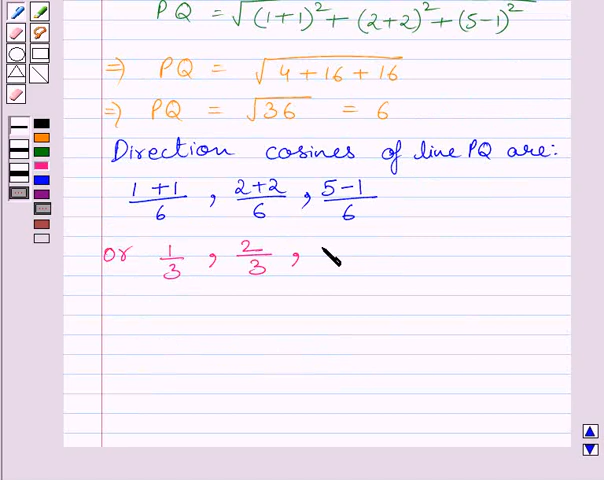 PQ = √(1+1)² + (2+2)² + (5-1)²
⇒ PQ = √4+16+16
⇒ PQ = √36 = 6
Direction cosines of line PQ are:
(1+1)/6 , (2+2)/6 , (5-1)/6
or 1/3 , 2/3 ,